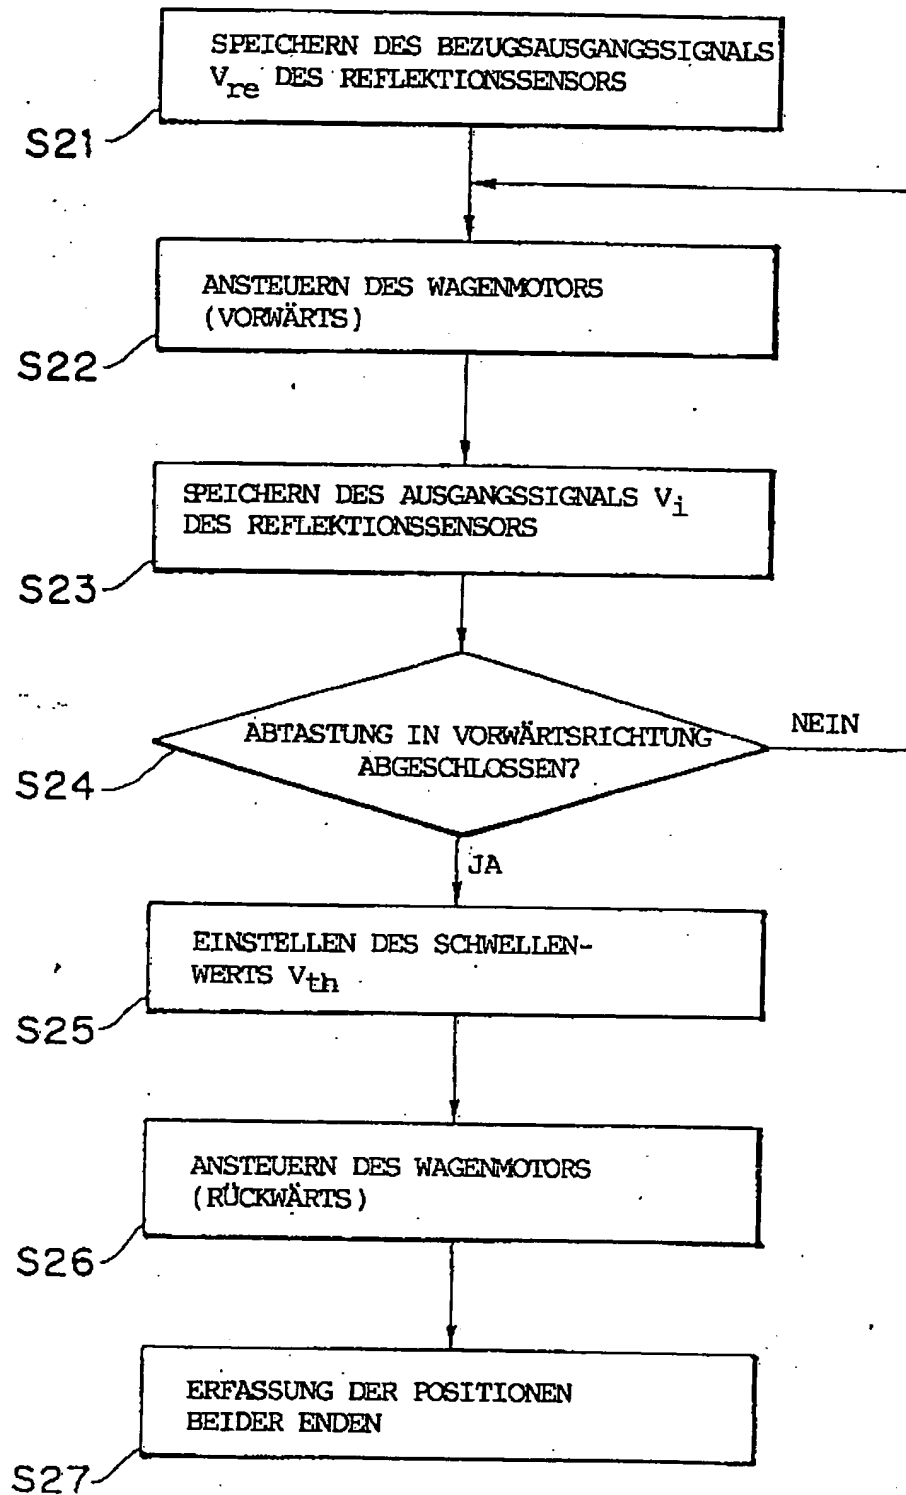 SPEICHERN DES BEZUGSAUSGANGSSIGNALS
Vre DES REFLEKTIONSSENSORS
S21
ANSTEUERN DES WAGENMOTORS
(VORWÄRTS)
S22
SPEICHERN DES AUSGANGSSIGNALS Vi
DES REFLEKTIONSSENSORS
S23
ABTASTUNG IN VORWÄRTSRICHTUNG
ABGESCHLOSSEN?
NEIN
S24
JA
EINSTELLEN DES SCHWELLEN-
WERTS Vth
S25
ANSTEUERN DES WAGENMOTORS
(RÜCKWÄRTS)
S26
ERFASSUNG DER POSITIONEN
BEIDER ENDEN
S27